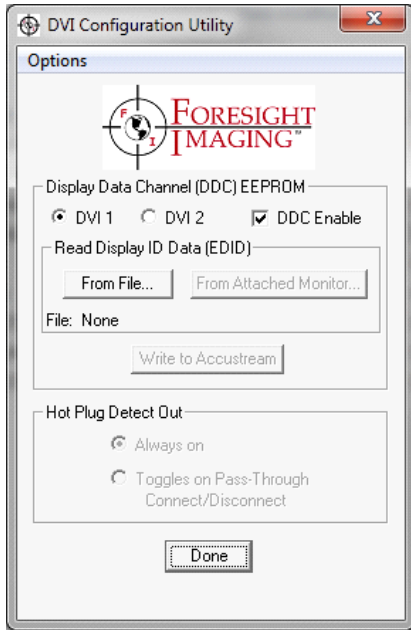 DVI Configuration Utility
Options
F
I
FORESIGHT
IMAGING™
Display Data Channel (DDC) EEPROM
DVI 1 DVI 2 DDC Enable
Read Display ID Data (EDID)
From File... From Attached Monitor...
File: None
Write to Accustream
Hot Plug Detect Out
Always on
Toggles on Pass-Through
Connect/Disconnect
Done